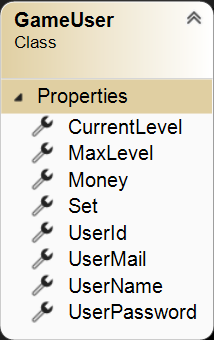 GameUser
Class
Properties
CurrentLevel
MaxLevel
Money
Set
UserId
UserMail
UserName
UserPassword